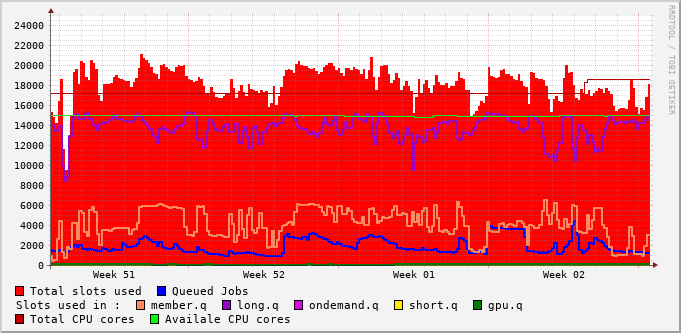 24000
22000
20000
18000
16000
14000
12000
10000
8000
6000
4000
2000
0
Week 51 Week 52 Week 01 Week 02
Total slots used Queued Jobs
Slots used in : member.q long.q ondemand.q short.q gpu.q
Total CPU cores Availale CPU cores
RRDTOOL / TOBI OETIKER